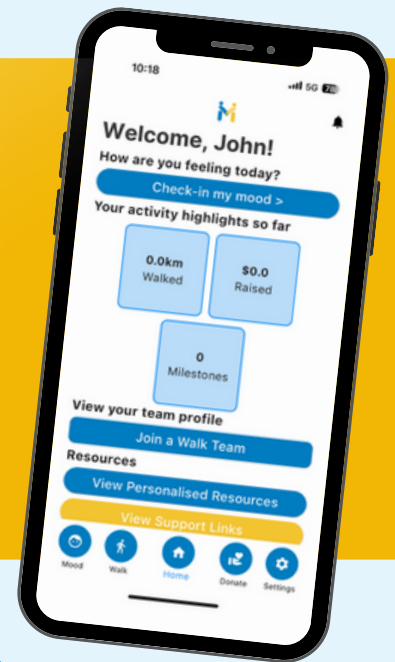 10:18
5G 78
Welcome, John!
How are you feeling today?
Check-in my mood >
Your activity highlights so far
0.0km
Walked
$0.0
Raised
0
Milestones
View your team profile
Join a Walk Team
Resources
View Personalised Resources
View Support Links
Mood
Walk
Home
Donate
Settings